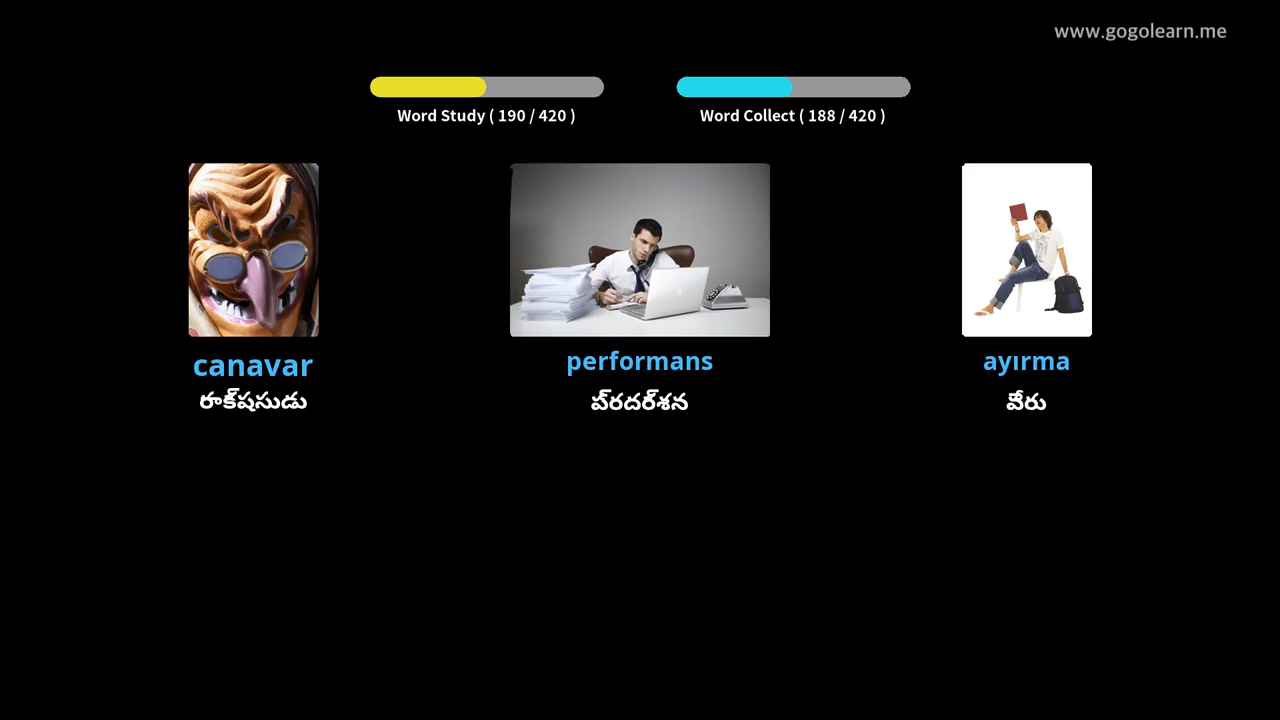 www.gogolearn.me
Word Study ( 190 / 420 )
Word Collect ( 188 / 420 )
canavar
రాక్షసుడు
performans
ప్రదర్శన
ayırma
వేరు